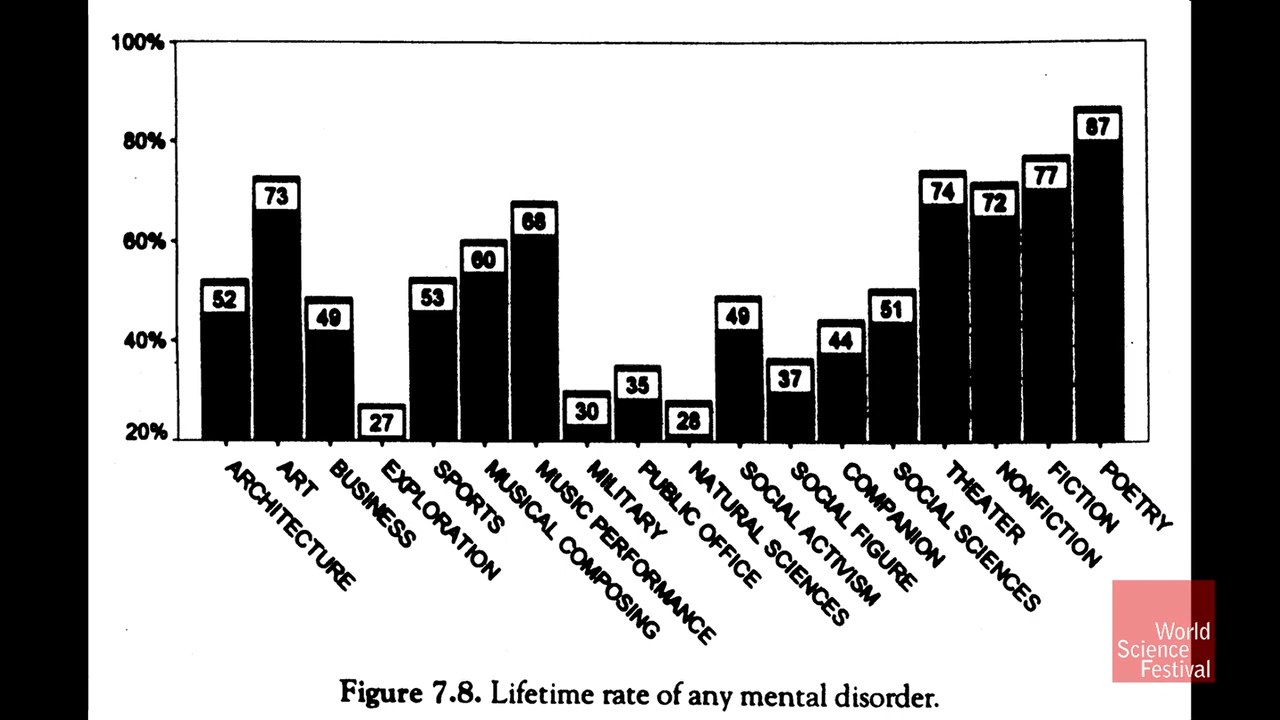 100%
80%
60%
40%
20%
52
73
49
27
53
60
68
30
35
28
49
37
44
51
74
72
77
87
ARCHITECTURE
ART
BUSINESS
EXPLORATION
SPORTS
MUSICAL COMPOSING
MUSIC PERFORMANCE
MILITARY
PUBLIC OFFICE
NATURAL SCIENCES
SOCIAL ACTIVISM
SOCIAL FIGURE
COMPANION
SOCIAL SCIENCES
THEATER
NONFICTION
FICTION
POETRY
Figure 7.8. Lifetime rate of any mental disorder.
World
Science
Festival